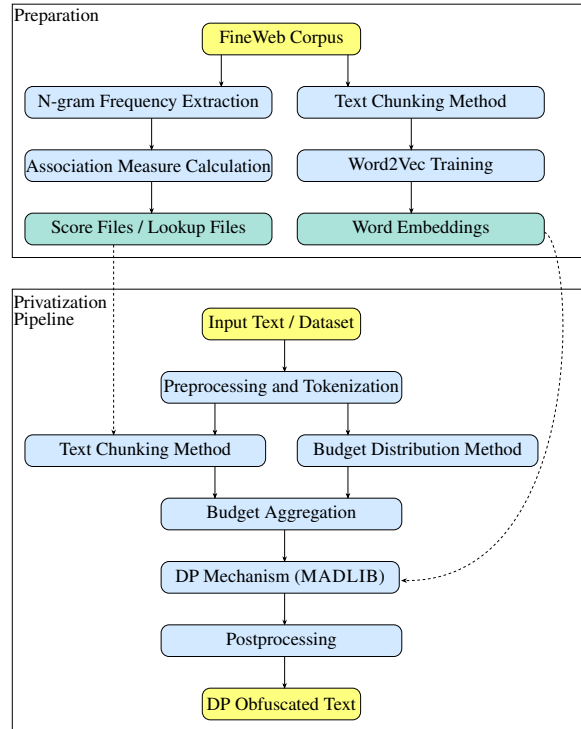 Preparation
FineWeb Corpus
N-gram Frequency Extraction
Text Chunking Method
Association Measure Calculation
Word2Vec Training
Score Files / Lookup Files
Word Embeddings
Privatization
Pipeline
Input Text / Dataset
Preprocessing and Tokenization
Text Chunking Method
Budget Distribution Method
Budget Aggregation
DP Mechanism (MADLIB)
Postprocessing
DP Obfuscated Text